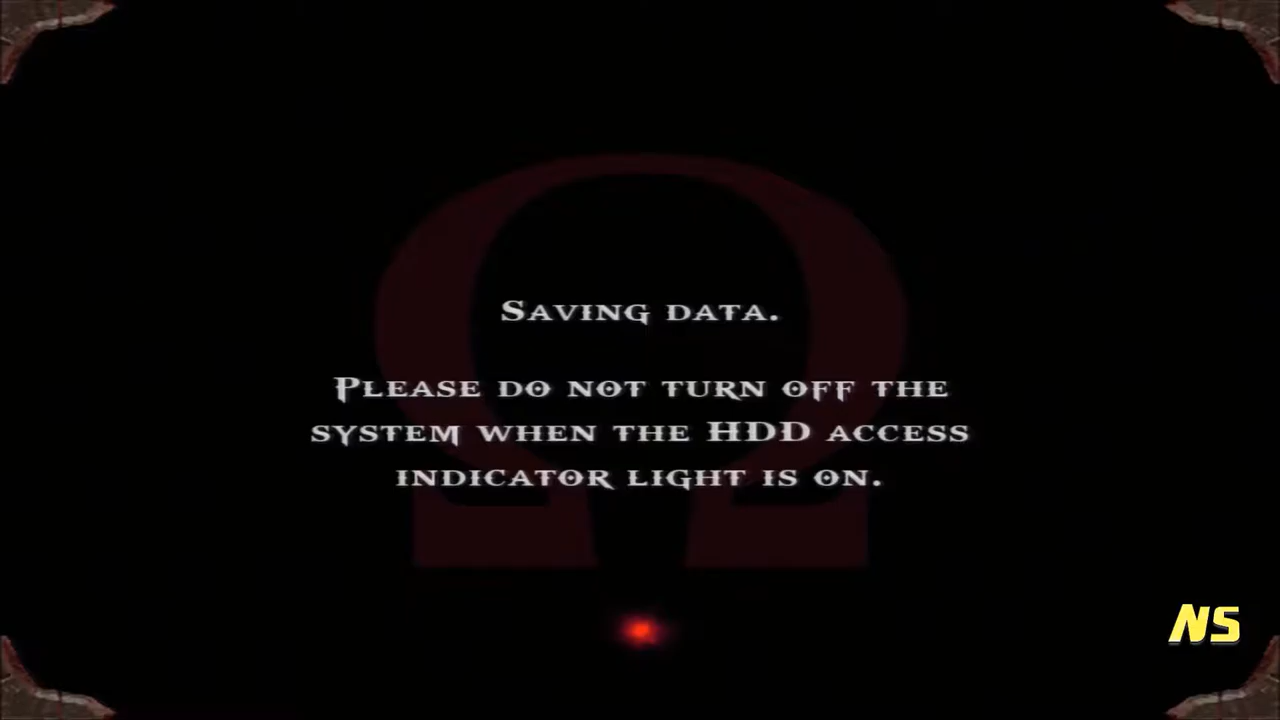 Saving data.
Please do not turn off the
system when the HDD access
indicator light is on.
NS